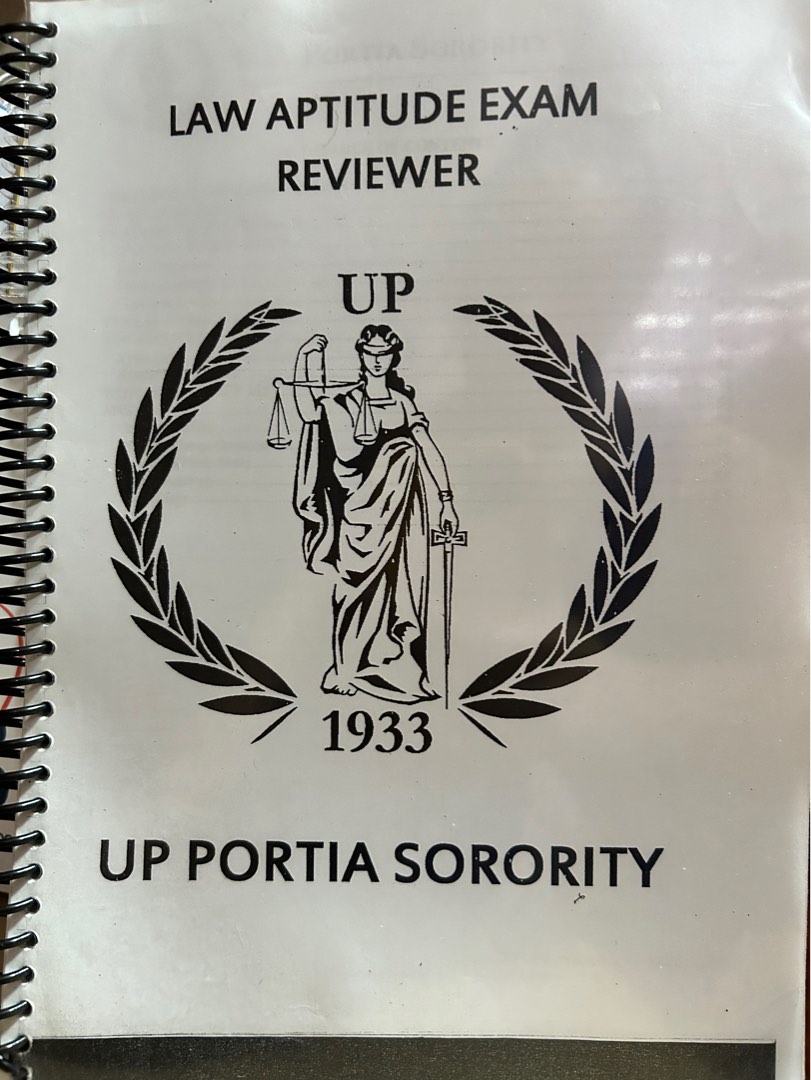 LAW APTITUDE EXAM
REVIEWER
UP
1933
UP PORTIA SORORITY